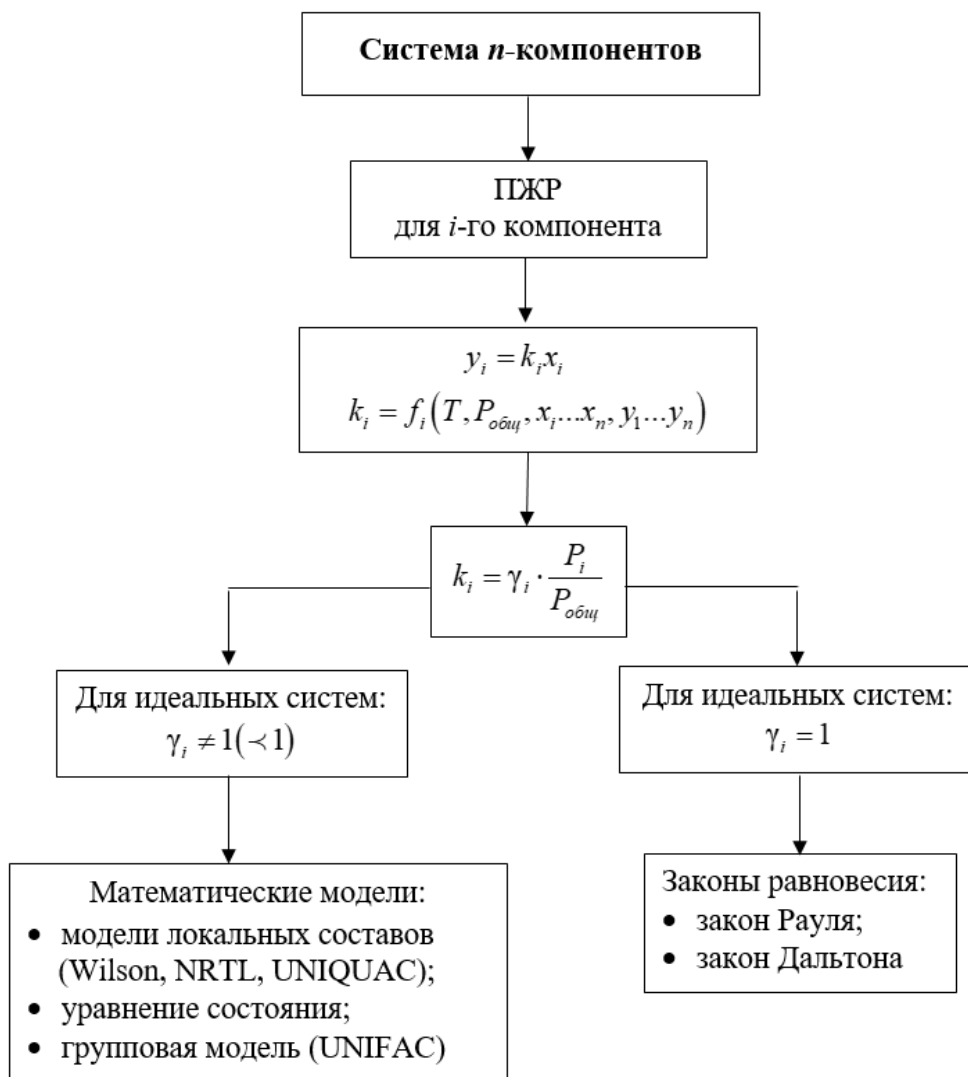 Система n-компонентов
ПЖР
для i-го компонента
y_i = k_i x_i
k_i = f_i(T, P_общ, x_i...x_n, y_1...y_n)
k_i = γ_i · P_i / P_общ
Для идеальных систем:
γ_i ≠ 1(≺1)
Для идеальных систем:
γ_i = 1
Математические модели:
• модели локальных составов
(Wilson, NRTL, UNIQUAC);
• уравнение состояния;
• групповая модель (UNIFAC)
Законы равновесия:
• закон Рауля;
• закон Дальтона